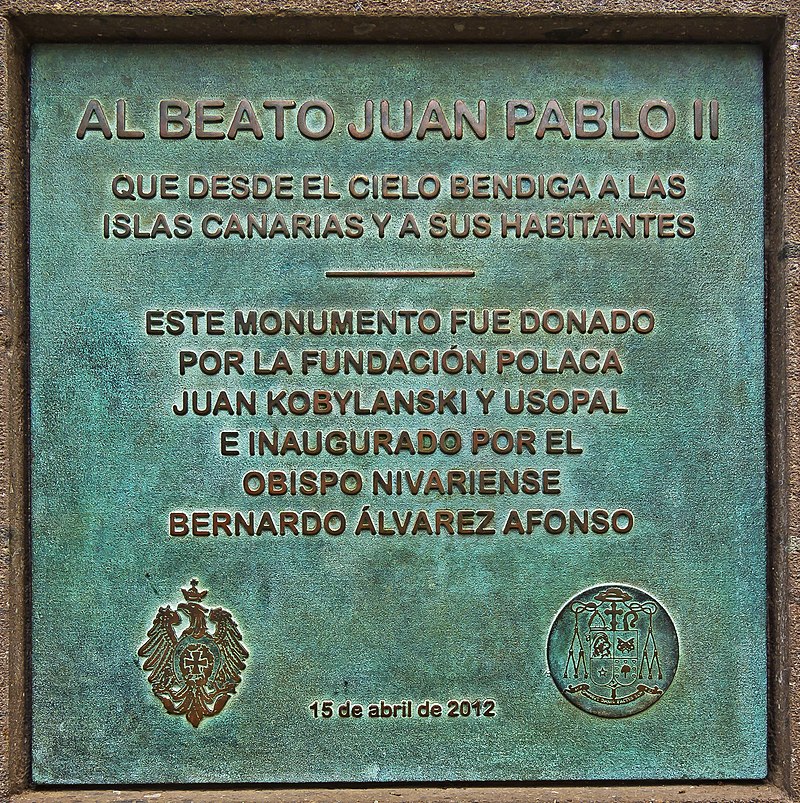 AL BEATO JUAN PABLO II
QUE DESDE EL CIELO BENDIGA A LAS
ISLAS CANARIAS Y A SUS HABITANTES
ESTE MONUMENTO FUE DONADO
POR LA FUNDACIÓN POLACA
JUAN KOBYLANSKI Y USOPAL
E INAUGURADO POR EL
OBISPO NIVARIENSE
BERNARDO ÁLVAREZ AFONSO
15 de abril de 2012